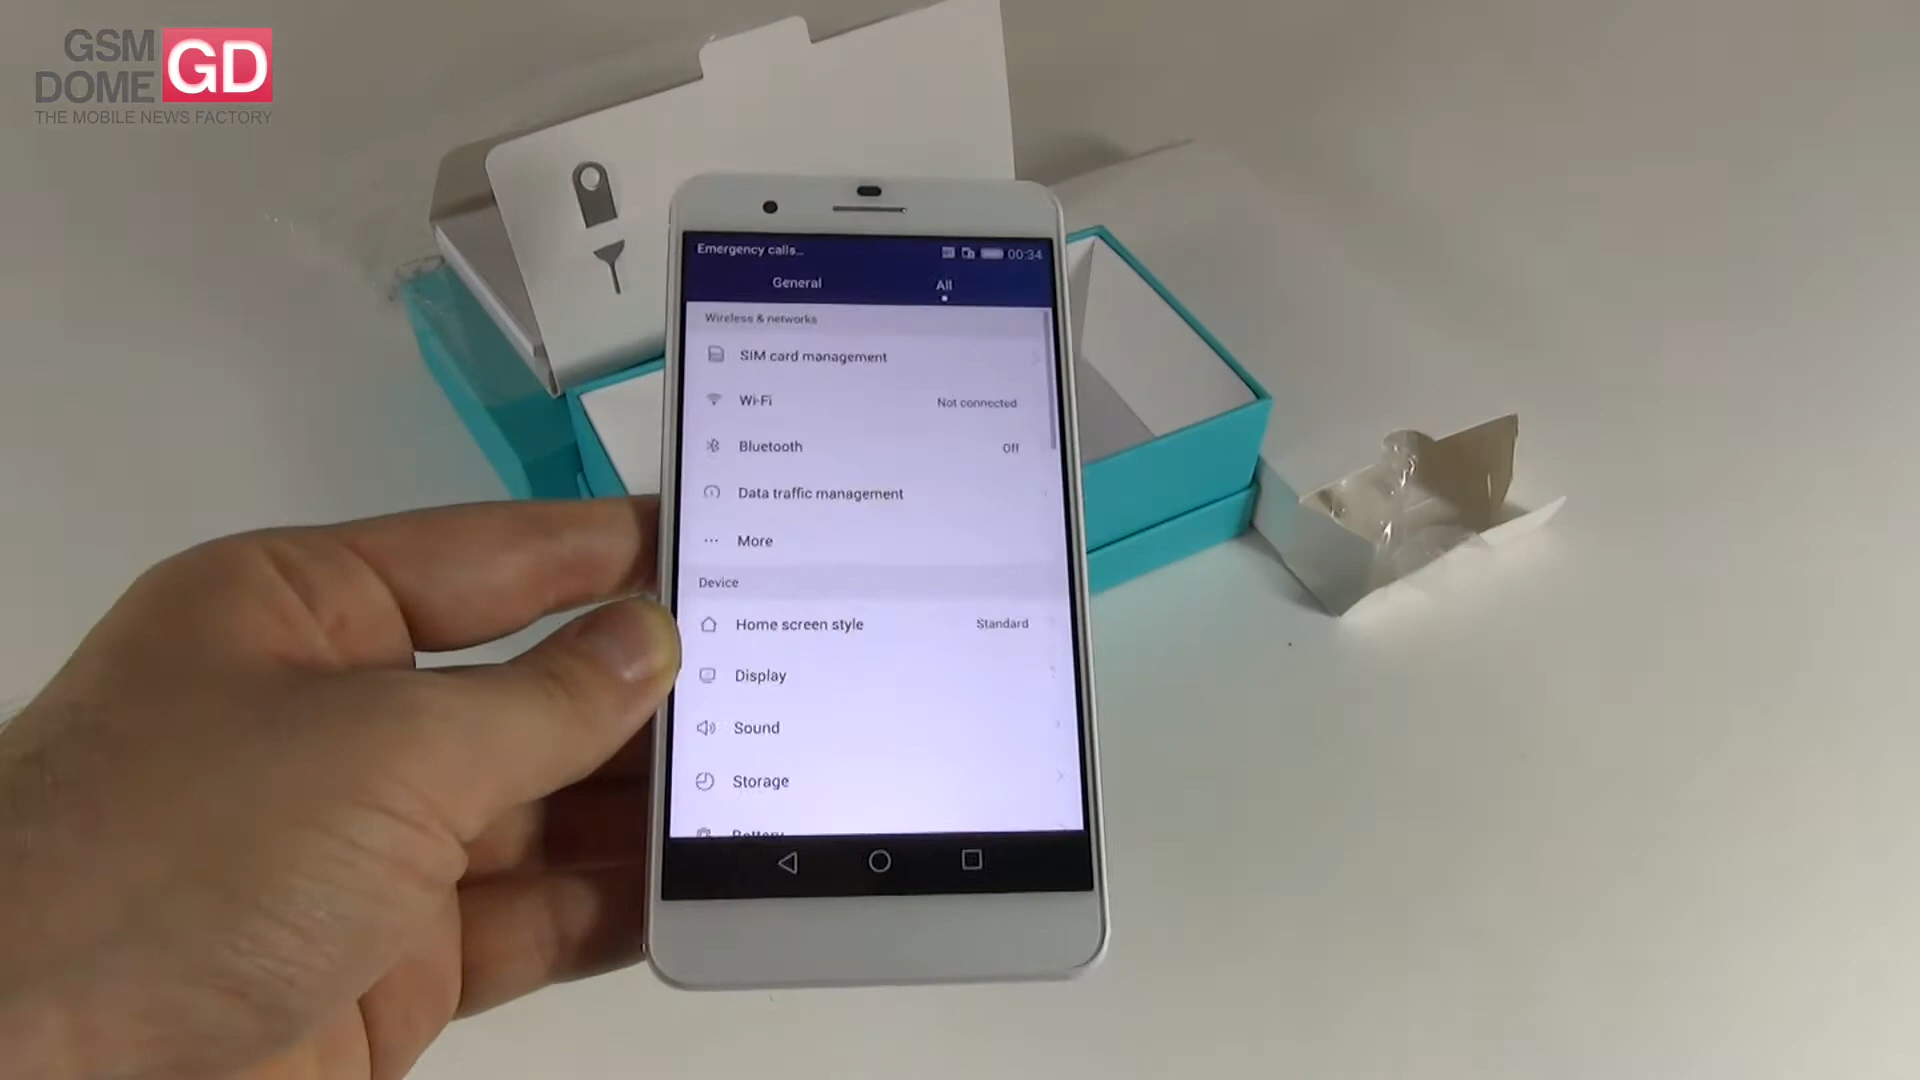 GSM
DOME
GD
THE MOBILE NEWS FACTORY
Emergency calls...
00:34
General
All
Wireless & networks
SIM card management
Wi-Fi
Not connected
Bluetooth
Off
Data traffic management
More
Device
Home screen style
Standard
Display
Sound
Storage
Battery